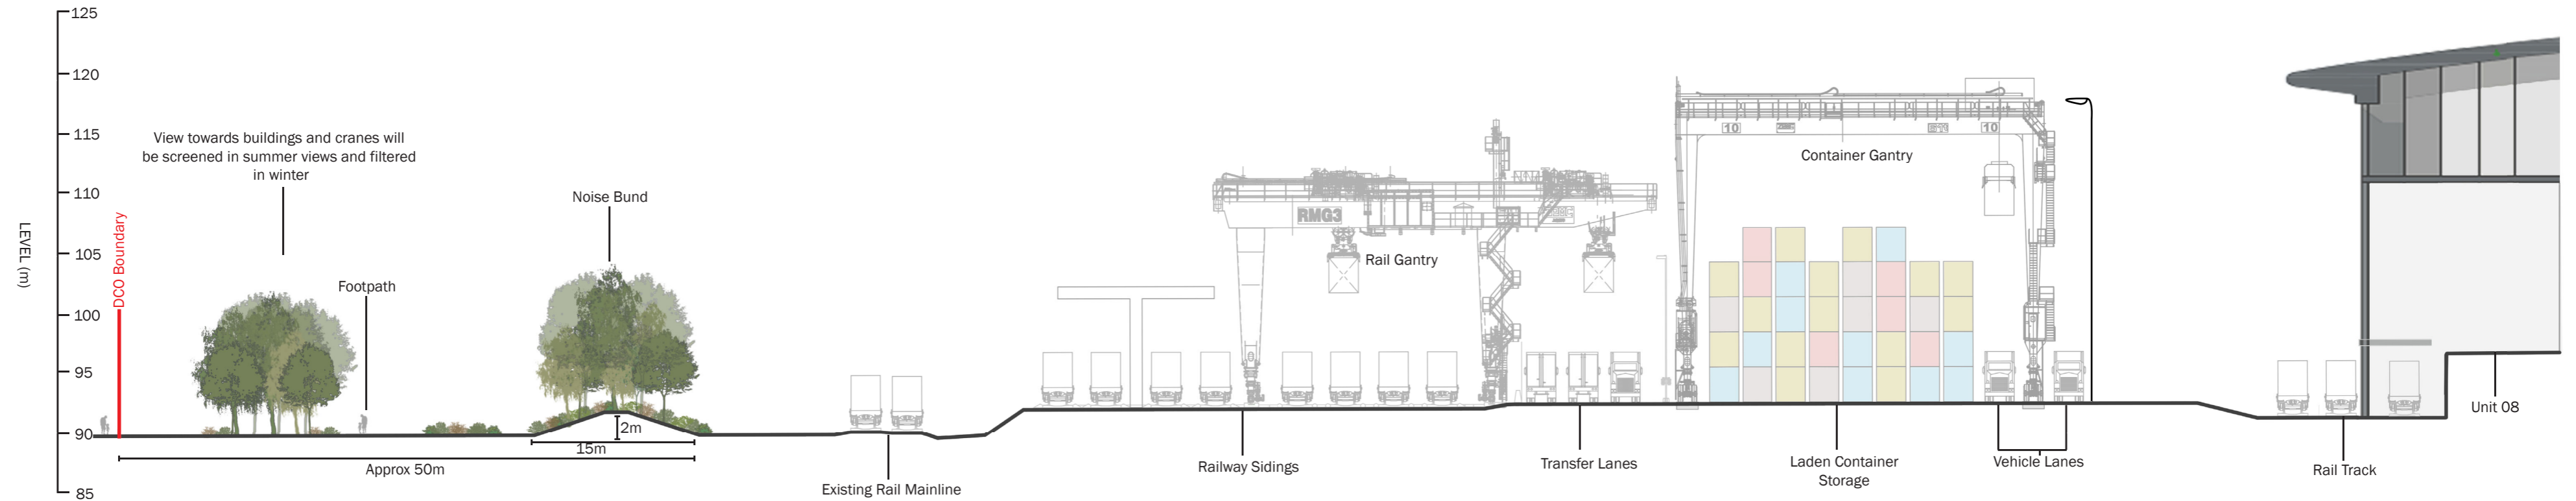 125
120
115
110
105
100
95
90
85
LEVEL (m)
DCO Boundary
View towards buildings and cranes will
be screened in summer views and filtered
in winter
Footpath
Noise Bund
2m
15m
Approx 50m
Existing Rail Mainline
RMG3
Rail Gantry
Railway Sidings
Transfer Lanes
10
10
Container Gantry
Laden Container
Storage
Vehicle Lanes
Rail Track
Unit 08